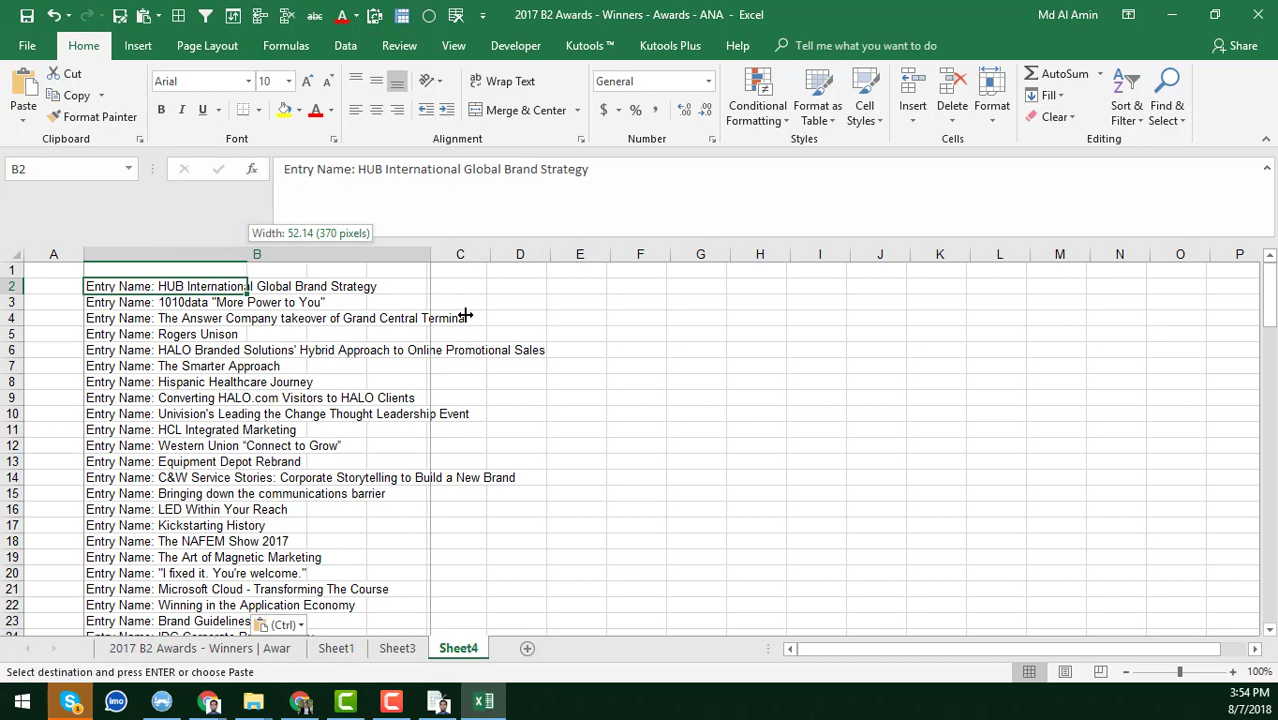 2017 B2 Awards - Winners - Awards - ANA - Excel
Md Al Amin
File Home Insert Page Layout Formulas Data Review View Developer Kutools ™ Kutools Plus Help Tell me what you want to do Share
Paste
Cut
Copy
Format Painter
Clipboard
Arial 10
B I U
Font
Wrap Text
Merge & Center
Alignment
General
$ % ,
Number
Conditional Formatting
Format as Table
Cell Styles
Styles
Insert
Delete
Format
Cells
AutoSum
Fill
Clear
Sort & Filter
Find & Select
Editing
B2
fx
Entry Name: HUB International Global Brand Strategy
Width: 52.14 (370 pixels)
A B C D E F G H I J K L M N O P
1
2 Entry Name: HUB International Global Brand Strategy
3 Entry Name: 1010data "More Power to You"
4 Entry Name: The Answer Company takeover of Grand Central Terminal
5 Entry Name: Rogers Unison
6 Entry Name: HALO Branded Solutions' Hybrid Approach to Online Promotional Sales
7 Entry Name: The Smarter Approach
8 Entry Name: Hispanic Healthcare Journey
9 Entry Name: Converting HALO.com Visitors to HALO Clients
10 Entry Name: Univision's Leading the Change Thought Leadership Event
11 Entry Name: HCL Integrated Marketing
12 Entry Name: Western Union “Connect to Grow”
13 Entry Name: Equipment Depot Rebrand
14 Entry Name: C&W Service Stories: Corporate Storytelling to Build a New Brand
15 Entry Name: Bringing down the communications barrier
16 Entry Name: LED Within Your Reach
17 Entry Name: Kickstarting History
18 Entry Name: The NAFEM Show 2017
19 Entry Name: The Art of Magnetic Marketing
20 Entry Name: "I fixed it. You're welcome."
21 Entry Name: Microsoft Cloud - Transforming The Course
22 Entry Name: Winning in the Application Economy
23 Entry Name: Brand Guidelines
(Ctrl)
2017 B2 Awards - Winners | Awar Sheet1 Sheet3 Sheet4
Select destination and press ENTER or choose Paste
100%
imo
3:54 PM
8/7/2018